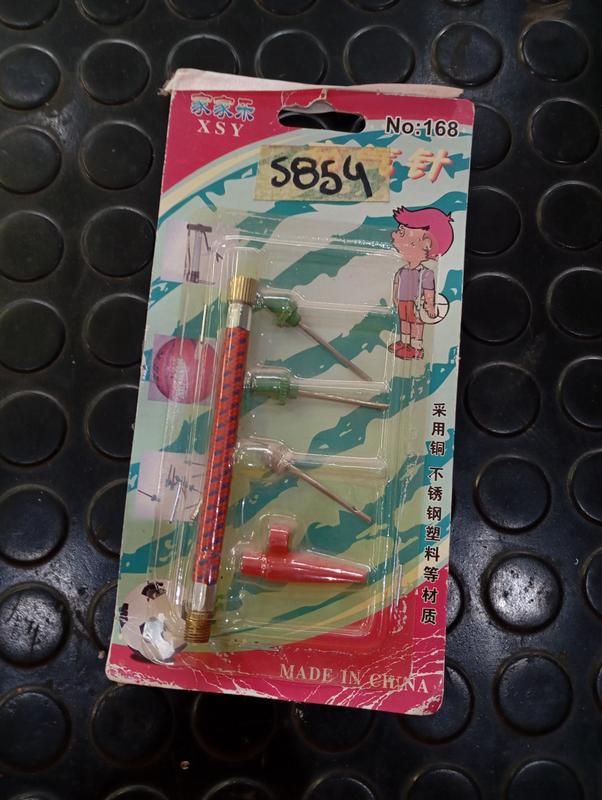 家家乐
XSY
No:168
5854
针
采用铜 不锈钢塑料等材质
MADE IN CHINA